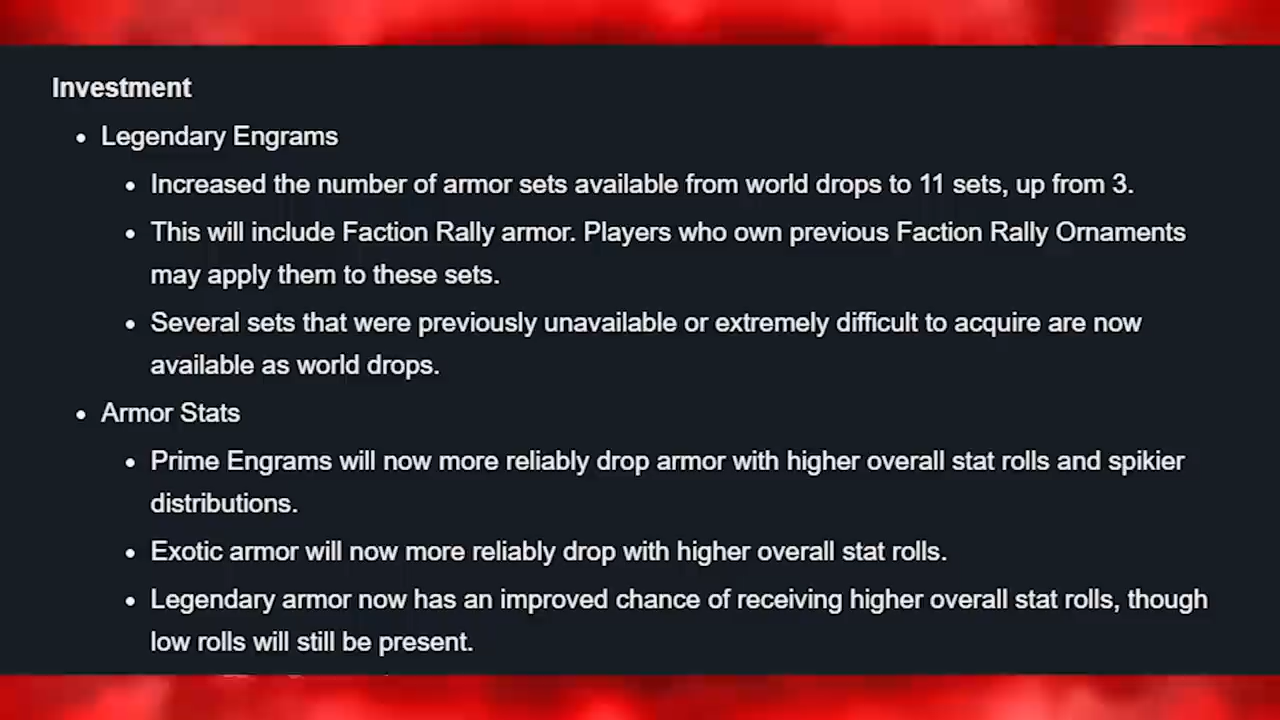 Investment
• Legendary Engrams
• Increased the number of armor sets available from world drops to 11 sets, up from 3.
• This will include Faction Rally armor. Players who own previous Faction Rally Ornaments
may apply them to these sets.
• Several sets that were previously unavailable or extremely difficult to acquire are now
available as world drops.
• Armor Stats
• Prime Engrams will now more reliably drop armor with higher overall stat rolls and spikier
distributions.
• Exotic armor will now more reliably drop with higher overall stat rolls.
• Legendary armor now has an improved chance of receiving higher overall stat rolls, though
low rolls will still be present.